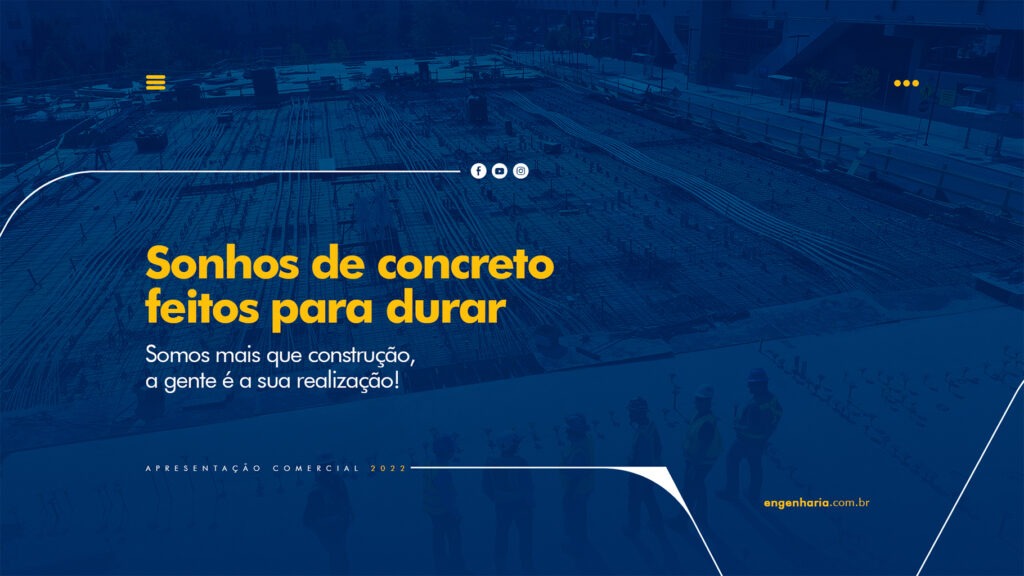 Sonhos de concreto
feitos para durar
Somos mais que construção,
a gente é a sua realização!
APRESENTAÇÃO COMERCIAL 2022
engenharia.com.br